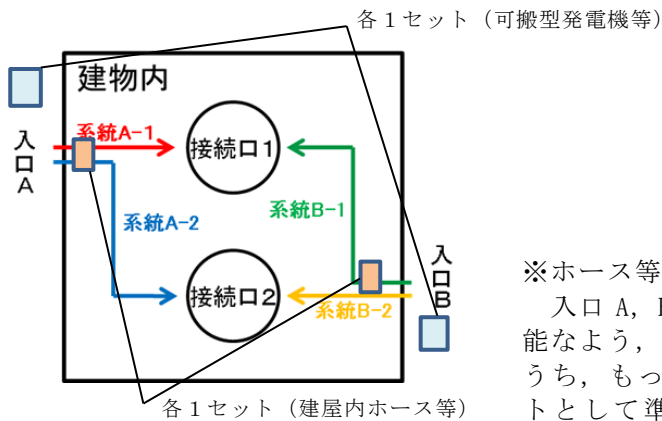 各1セット（可搬型発電機等）
建物内
入口A
系統A-1
接続口1
系統A-2
系統B-1
接続口2
系統B-2
入口B
各1セット（建屋内ホース等）
※ホース等
入口 A,
能なよう,
うち, もっ
トとして準